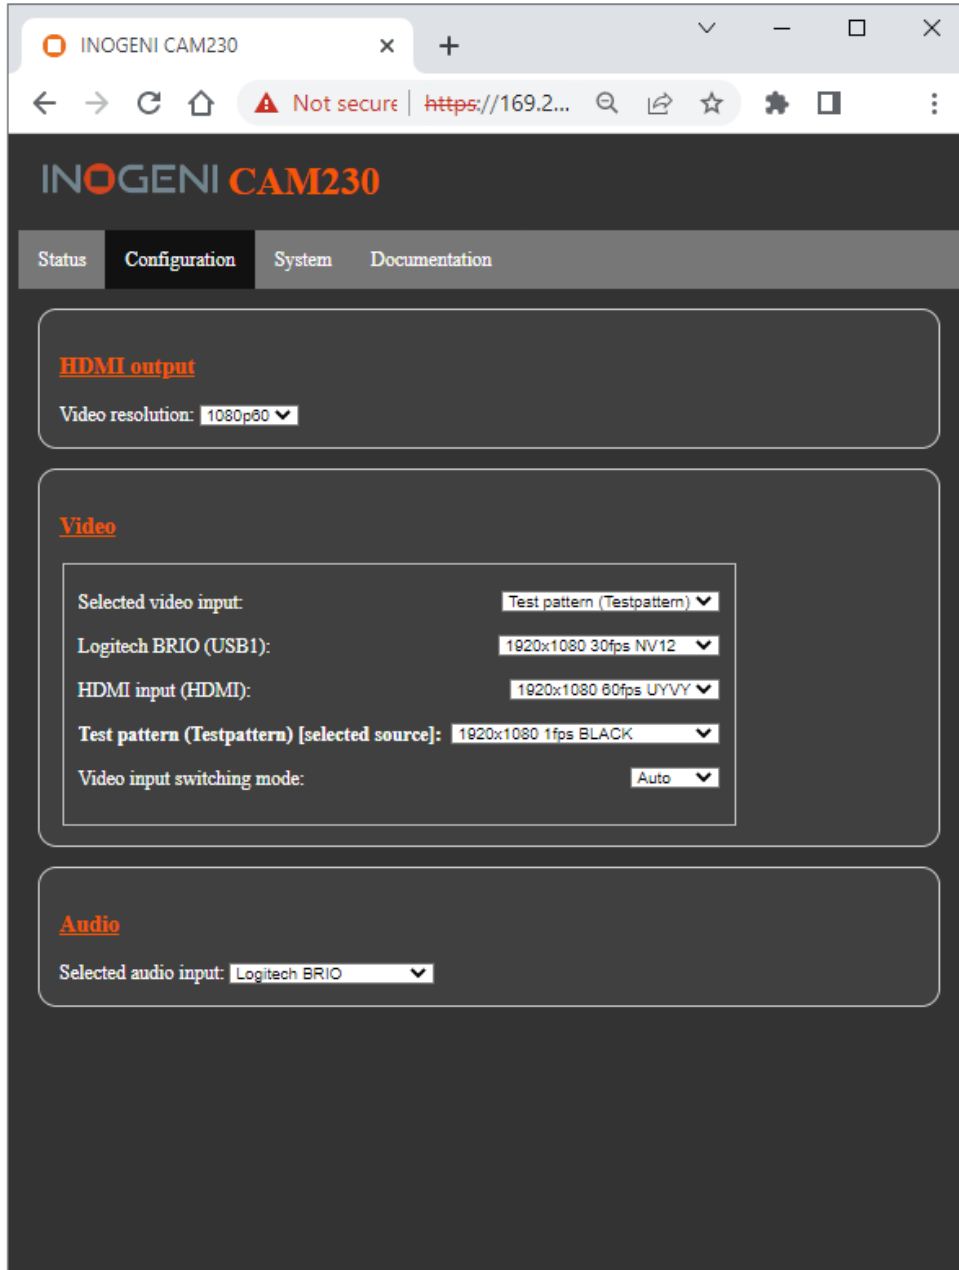 INOGENI CAM230
Not secure https://169.2...
INOGENI CAM230
Status Configuration System Documentation
HDMI output
Video resolution: 1080p60
Video
Selected video input: Test pattern (Testpattern)
Logitech BRIO (USB1): 1920x1080 30fps NV12
HDMI input (HDMI): 1920x1080 60fps UYVY
Test pattern (Testpattern) [selected source]: 1920x1080 1fps BLACK
Video input switching mode: Auto
Audio
Selected audio input: Logitech BRIO